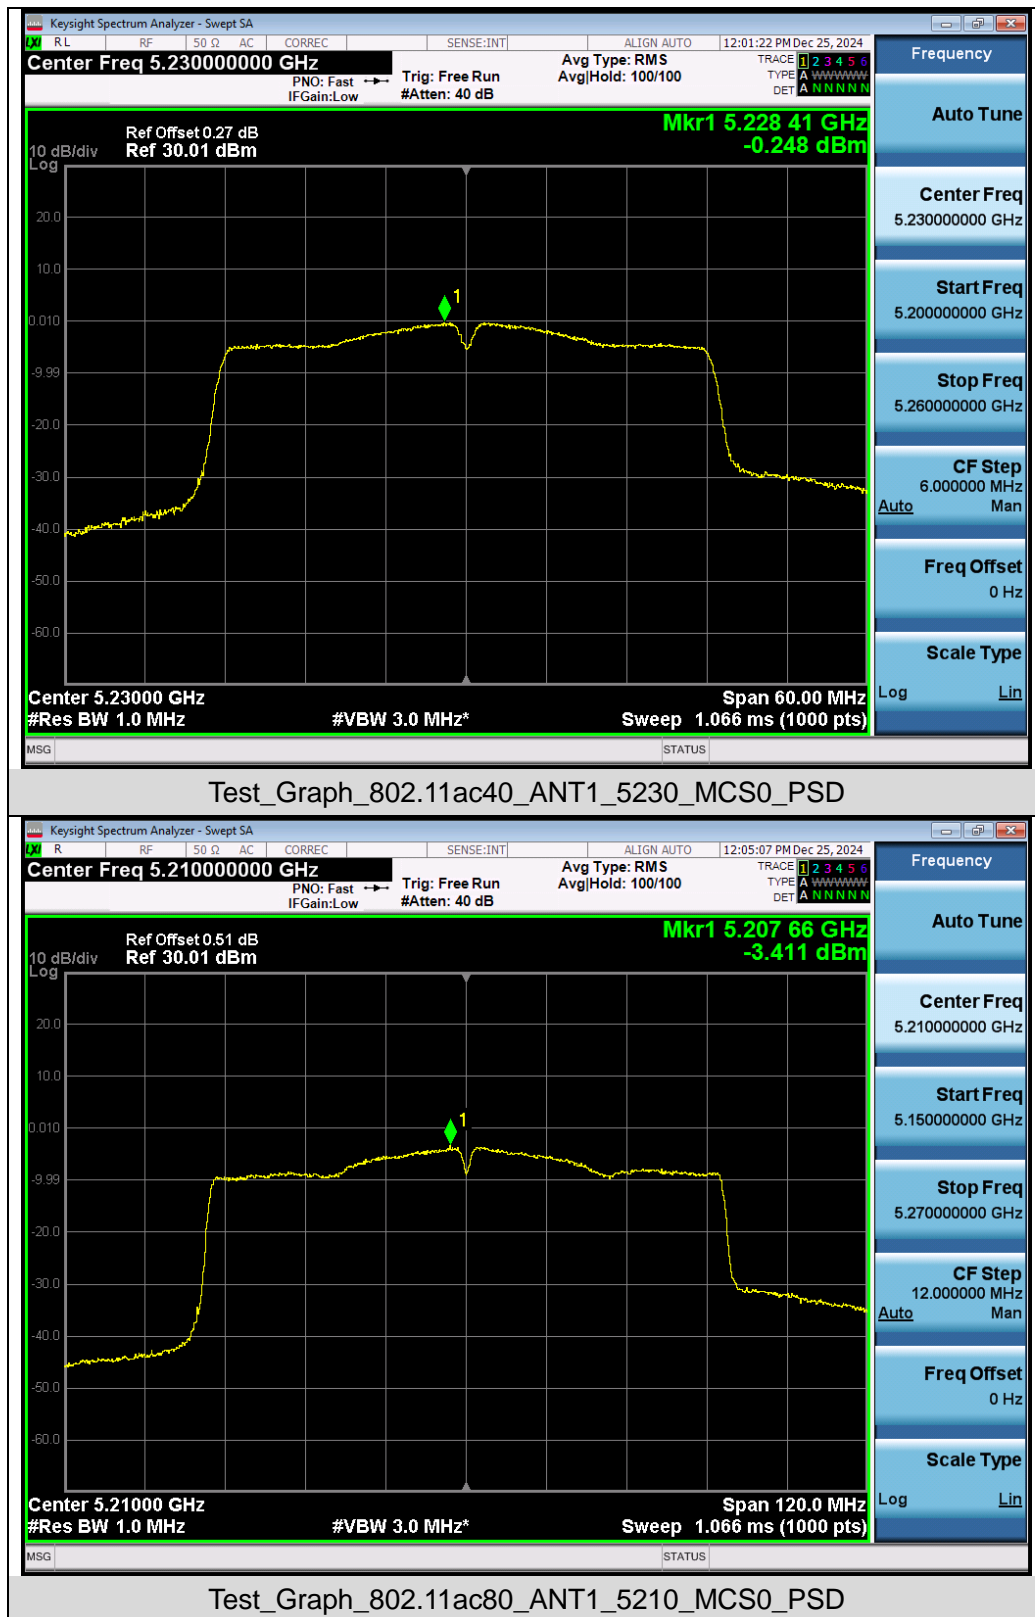 Keysight Spectrum Analyzer - Swept SA
LXI RL RF 50 Ω AC CORREC SENSE:INT ALIGN AUTO 12:01:22 PM Dec 25, 2024
Center Freq 5.230000000 GHz
PNO: Fast
IFGain:Low
Trig: Free Run
#Atten: 40 dB
Avg Type: RMS
Avg|Hold: 100/100
TRACE 1 2 3 4 5 6
TYPE A WWWWW
DET A N N N N N
Ref Offset 0.27 dB
Ref 30.01 dBm
Mkr1 5.228 41 GHz
-0.248 dBm
10 dB/div
Log
20.0
10.0
0.010
-9.99
-20.0
-30.0
-40.0
-50.0
-60.0
1
Center 5.23000 GHz
Span 60.00 MHz
#Res BW 1.0 MHz
#VBW 3.0 MHz*
Sweep 1.066 ms (1000 pts)
MSG
STATUS
Frequency
Auto Tune
Center Freq
5.230000000 GHz
Start Freq
5.200000000 GHz
Stop Freq
5.260000000 GHz
CF Step
6.000000 MHz
Auto Man
Freq Offset
0 Hz
Scale Type
Log Lin
Test_Graph_802.11ac40_ANT1_5230_MCS0_PSD
Keysight Spectrum Analyzer - Swept SA
LXI R RF 50 Ω AC CORREC SENSE:INT ALIGN AUTO 12:05:07 PM Dec 25, 2024
Center Freq 5.210000000 GHz
PNO: Fast
IFGain:Low
Trig: Free Run
#Atten: 40 dB
Avg Type: RMS
Avg|Hold: 100/100
TRACE 1 2 3 4 5 6
TYPE A WWWWW
DET A N N N N N
Ref Offset 0.51 dB
Ref 30.01 dBm
Mkr1 5.207 66 GHz
-3.411 dBm
10 dB/div
Log
20.0
10.0
0.010
-9.99
-20.0
-30.0
-40.0
-50.0
-60.0
1
Center 5.21000 GHz
Span 120.0 MHz
#Res BW 1.0 MHz
#VBW 3.0 MHz*
Sweep 1.066 ms (1000 pts)
MSG
STATUS
Frequency
Auto Tune
Center Freq
5.210000000 GHz
Start Freq
5.150000000 GHz
Stop Freq
5.270000000 GHz
CF Step
12.000000 MHz
Auto Man
Freq Offset
0 Hz
Scale Type
Log Lin
Test_Graph_802.11ac80_ANT1_5210_MCS0_PSD